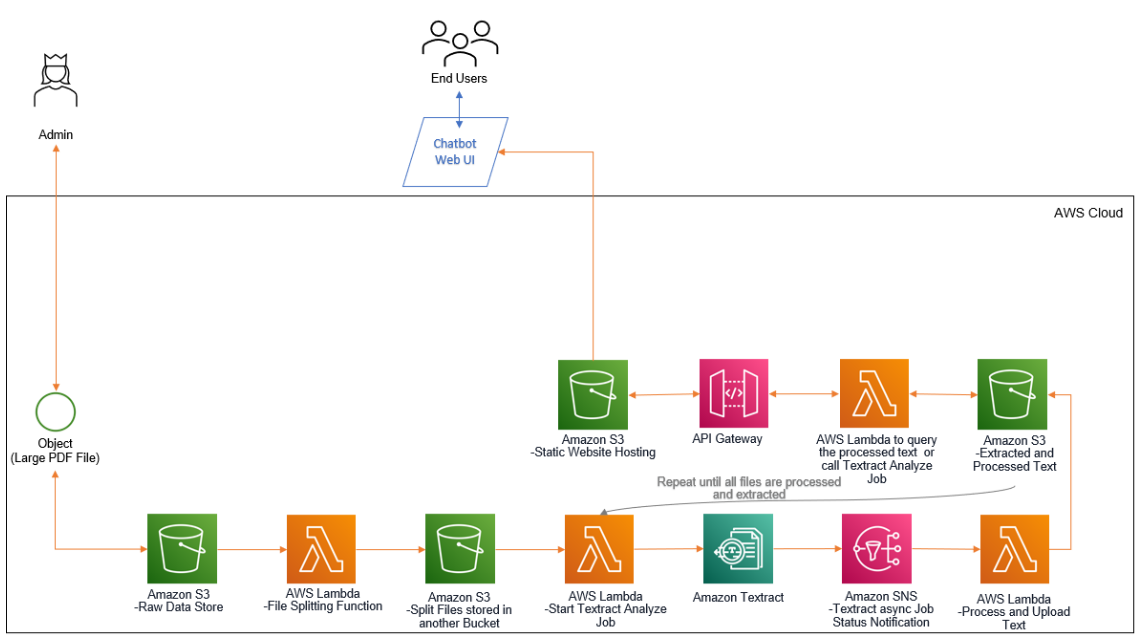 End Users
Admin
Chatbot
Web UI
AWS Cloud
Object
(Large PDF File)
Amazon S3
-Static Website Hosting
API Gateway
AWS Lambda to query
the processed text or
call Textract Analyze
Job
Amazon S3
-Extracted and
Processed Text
Repeat until all files are processed
and extracted
Amazon S3
-Raw Data Store
AWS Lambda
-File Splitting Function
Amazon S3
-Split Files stored in
another Bucket
AWS Lambda
-Start Textract Analyze
Job
Amazon Textract
Amazon SNS
-Textract async Job
Status Notification
AWS Lambda
-Process and Upload
Text